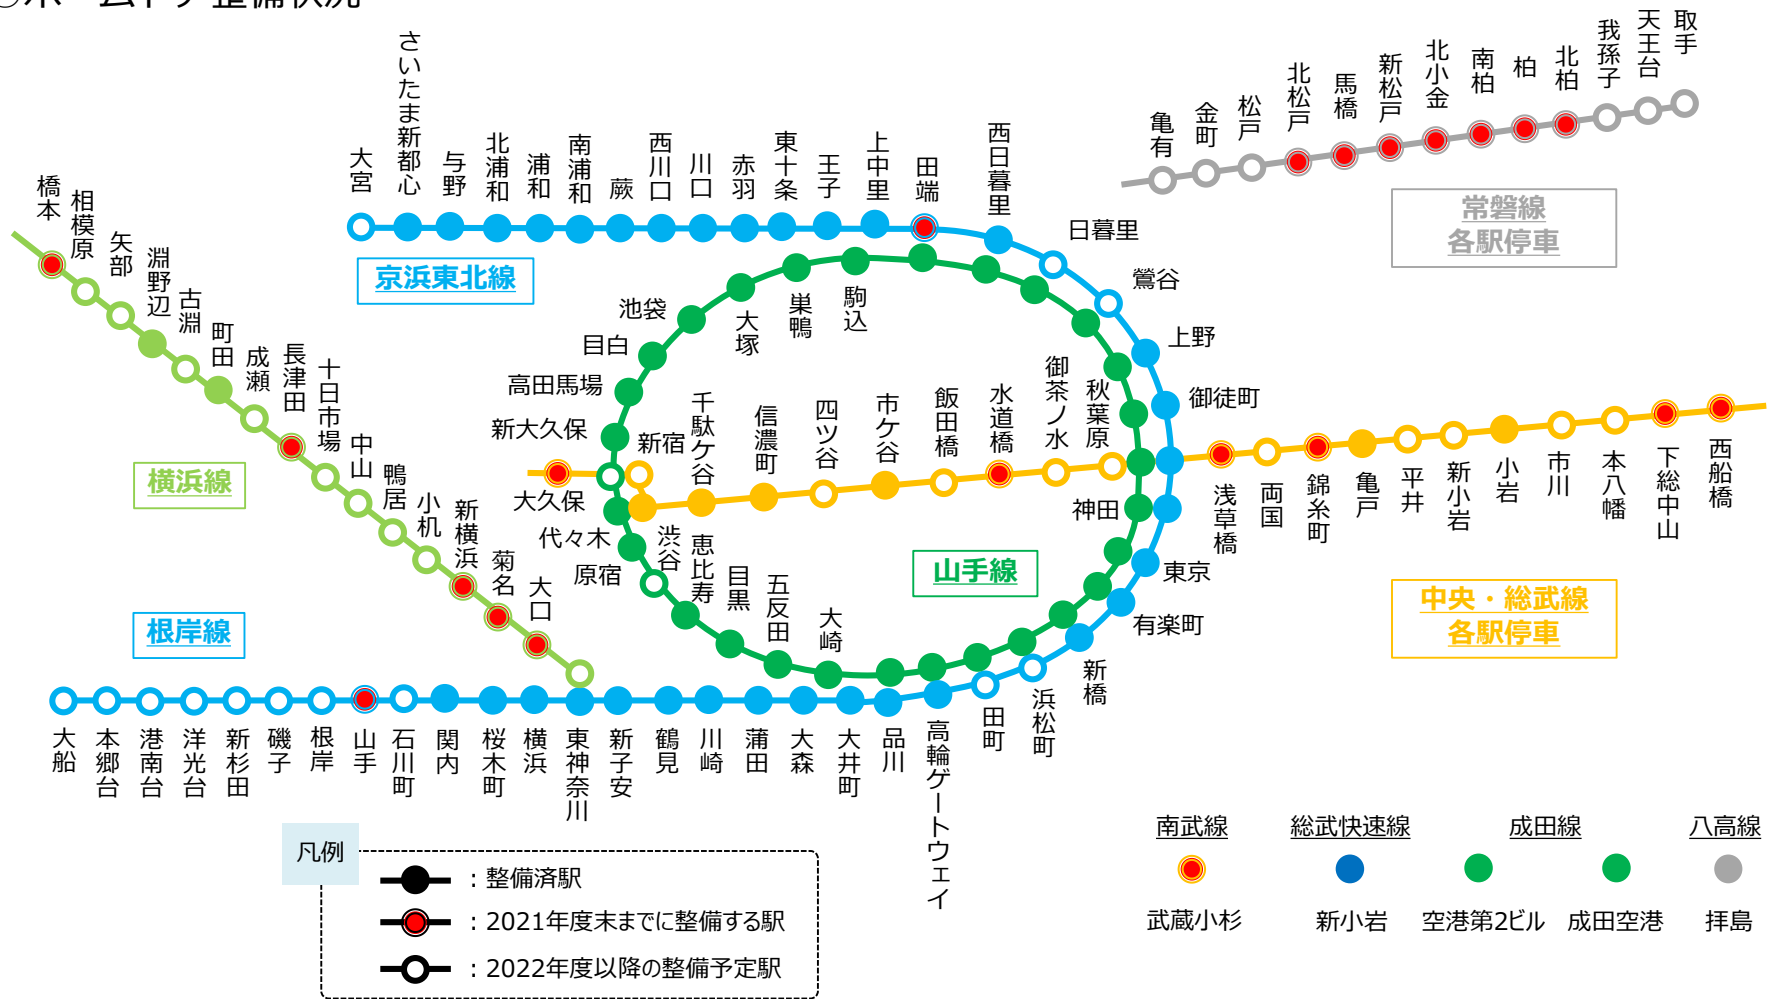 ホームドア整備状況
さいたま新都心
大宮
与野
北浦和
浦和
南浦和
蕨
西川口
川口
赤羽
東十条
王子
上中里
田端
西日暮里
日暮里
鶯谷
上野
御徒町
京浜東北線
亀有
金町
松戸
北松戸
馬橋
新松戸
北小金
南柏
柏
北柏
我孫子
天王台
取手
常磐線
各駅停車
橋本
相模原
矢部
淵野辺
古淵
町田
成瀬
長津田
十日市場
中山
鴨居
小机
新横浜
菊名
大口
横浜線
池袋
目白
高田馬場
新大久保
大塚
巣鴨
駒込
新宿
大久保
代々木
原宿
千駄ケ谷
信濃町
四ツ谷
市ケ谷
飯田橋
水道橋
御茶ノ水
秋葉原
神田
浅草橋
両国
錦糸町
亀戸
平井
新小岩
小岩
市川
本八幡
下総中山
西船橋
中央・総武線
各駅停車
渋谷
恵比寿
目黒
五反田
大崎
山手線
東京
有楽町
新橋
浜松町
田町
高輪ゲートウェイ
根岸線
大船
本郷台
港南台
洋光台
新杉田
磯子
根岸
山手
石川町
関内
桜木町
横浜
東神奈川
新子安
鶴見
川崎
蒲田
大森
大井町
品川
凡例
：整備済駅
：2021年度末までに整備する駅
：2022年度以降の整備予定駅
南武線
総武快速線
成田線
八高線
武蔵小杉
新小岩
空港第2ビル
成田空港
拝島